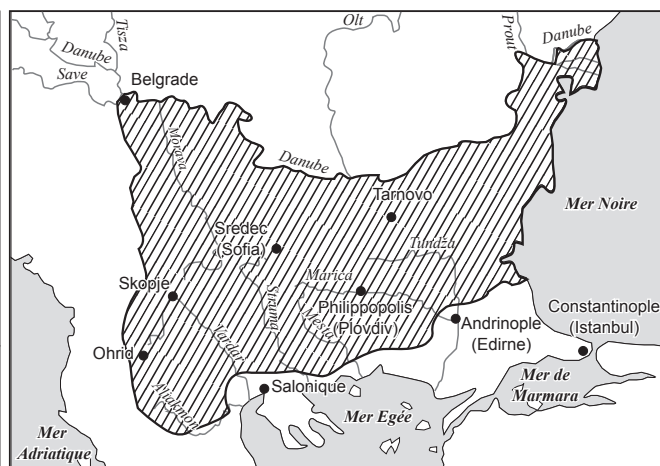 Tisza
Danube
Save
Belgrade
Olt
Prout
Danube
Morava
Danube
Tarnovo
Mer Noire
Sredec
(Sofia)
Tundza
Skopje
Marica
Struma
Mesta
Philippopolis
(Plovdiv)
Andrinople
(Edirne)
Constantinople
(Istanbul)
Vardar
Ohrid
Salonique
Mer de
Marmara
Aliakmon
Mer Egée
Mer
Adriatique